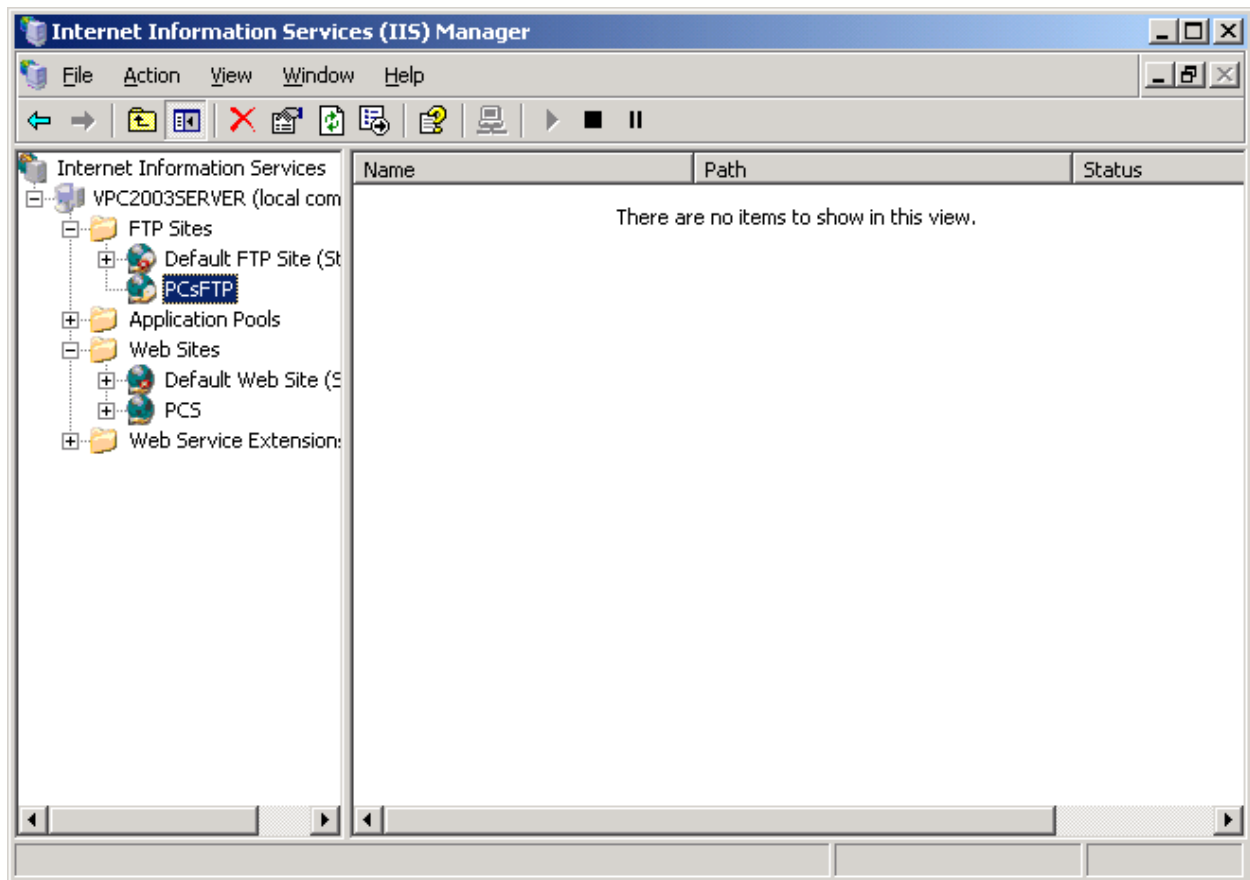 Internet Information Services (IIS) Manager
File Action View Window Help
Internet Information Services
Name Path Status
VPC2003SERVER (local com
There are no items to show in this view.
FTP Sites
Default FTP Site (St
PCsFTP
Application Pools
Web Sites
Default Web Site (S
PCS
Web Service Extensions